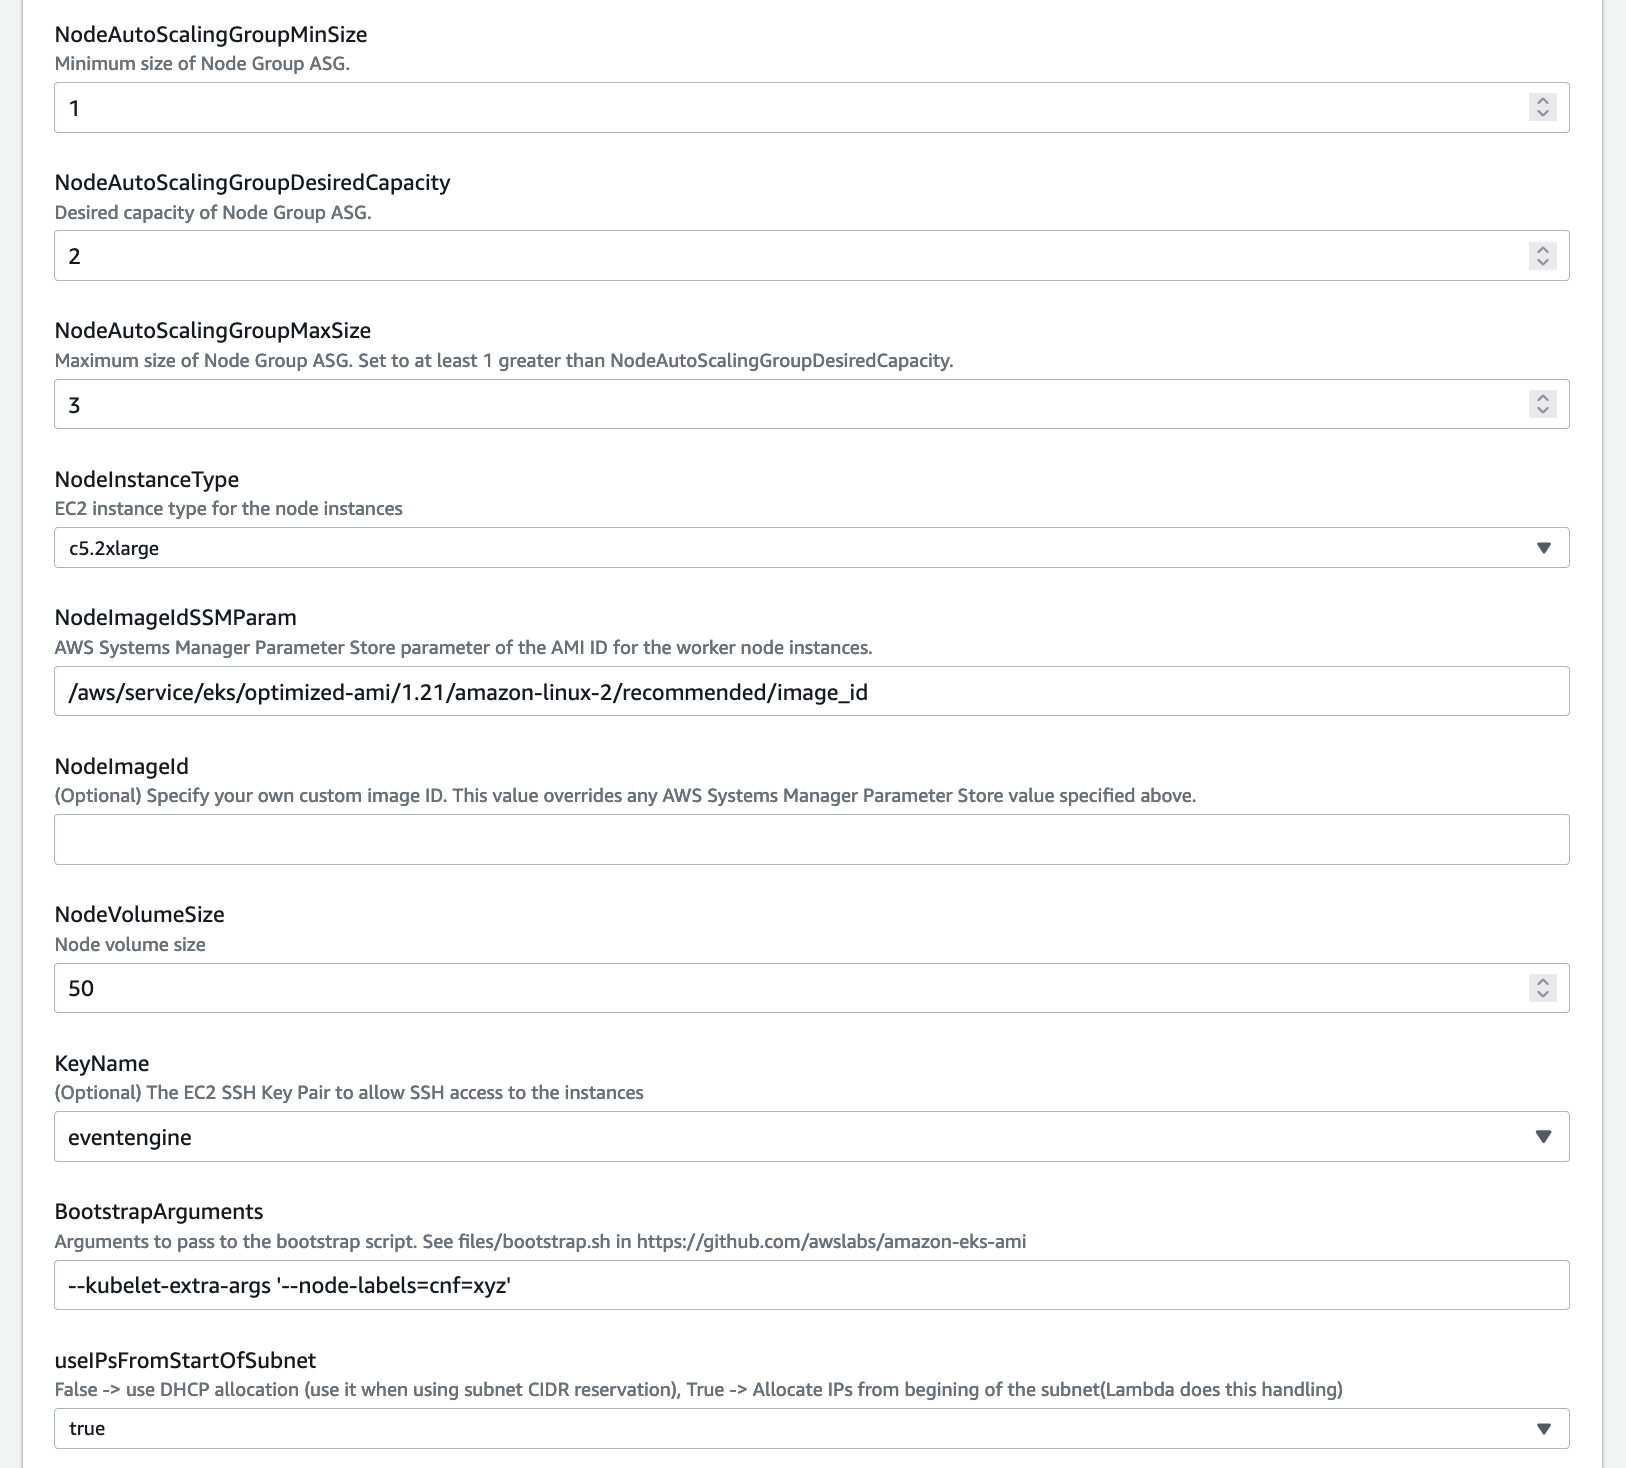 NodeAutoScalingGroupMinSize
Minimum size of Node Group ASG.
1
NodeAutoScalingGroupDesiredCapacity
Desired capacity of Node Group ASG.
2
NodeAutoScalingGroupMaxSize
Maximum size of Node Group ASG. Set to at least 1 greater than NodeAutoScalingGroupDesiredCapacity.
3
NodeInstanceType
EC2 instance type for the node instances
c5.2xlarge
NodeImageIdSSMParam
AWS Systems Manager Parameter Store parameter of the AMI ID for the worker node instances.
/aws/service/eks/optimized-ami/1.21/amazon-linux-2/recommended/image_id
NodeImageId
(Optional) Specify your own custom image ID. This value overrides any AWS Systems Manager Parameter Store value specified above.
NodeVolumeSize
Node volume size
50
KeyName
(Optional) The EC2 SSH Key Pair to allow SSH access to the instances
eventengine
BootstrapArguments
Arguments to pass to the bootstrap script. See files/bootstrap.sh in https://github.com/awslabs/amazon-eks-ami
--kubelet-extra-args '--node-labels=cnf=xyz'
useIPsFromStartOfSubnet
False -> use DHCP allocation (use it when using subnet CIDR reservation), True -> Allocate IPs from begining of the subnet(Lambda does this handling)
true